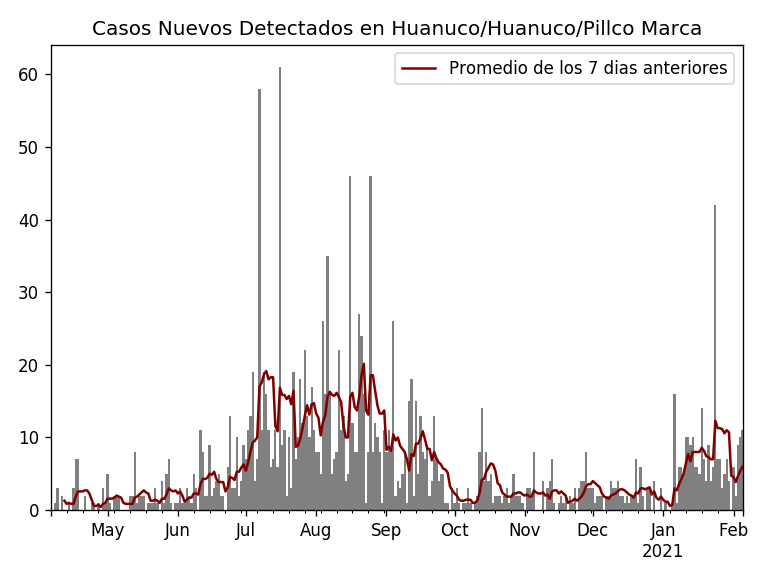 Casos Nuevos Detectados en Huanuco/Huanuco/Pillco Marca
Promedio de los 7 dias anteriores
60
50
40
30
20
10
0
May Jun Jul Aug Sep Oct Nov Dec Jan Feb
2021